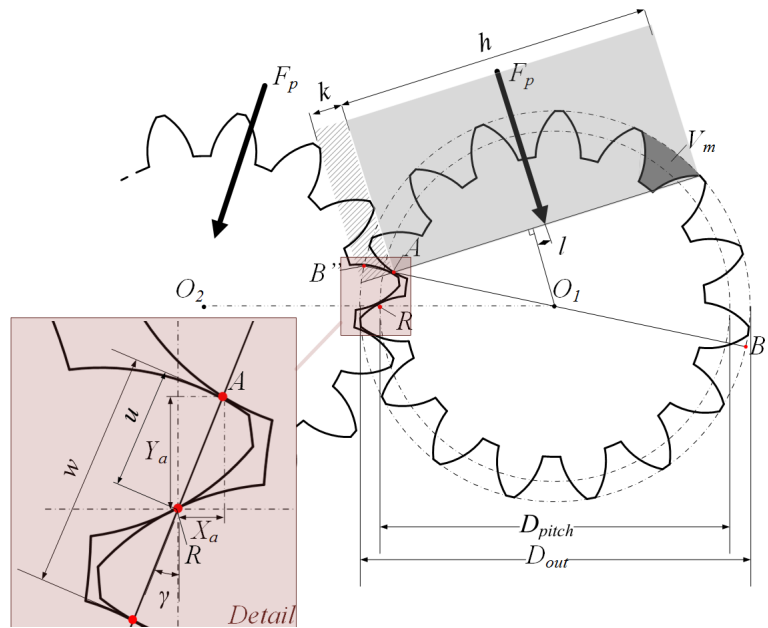 h
k
F_p
F_p
V_m
A
l
B''
O_2
O_1
R
B
A
u
w
Y_a
X_a
R
γ
Detail
D_pitch
D_out